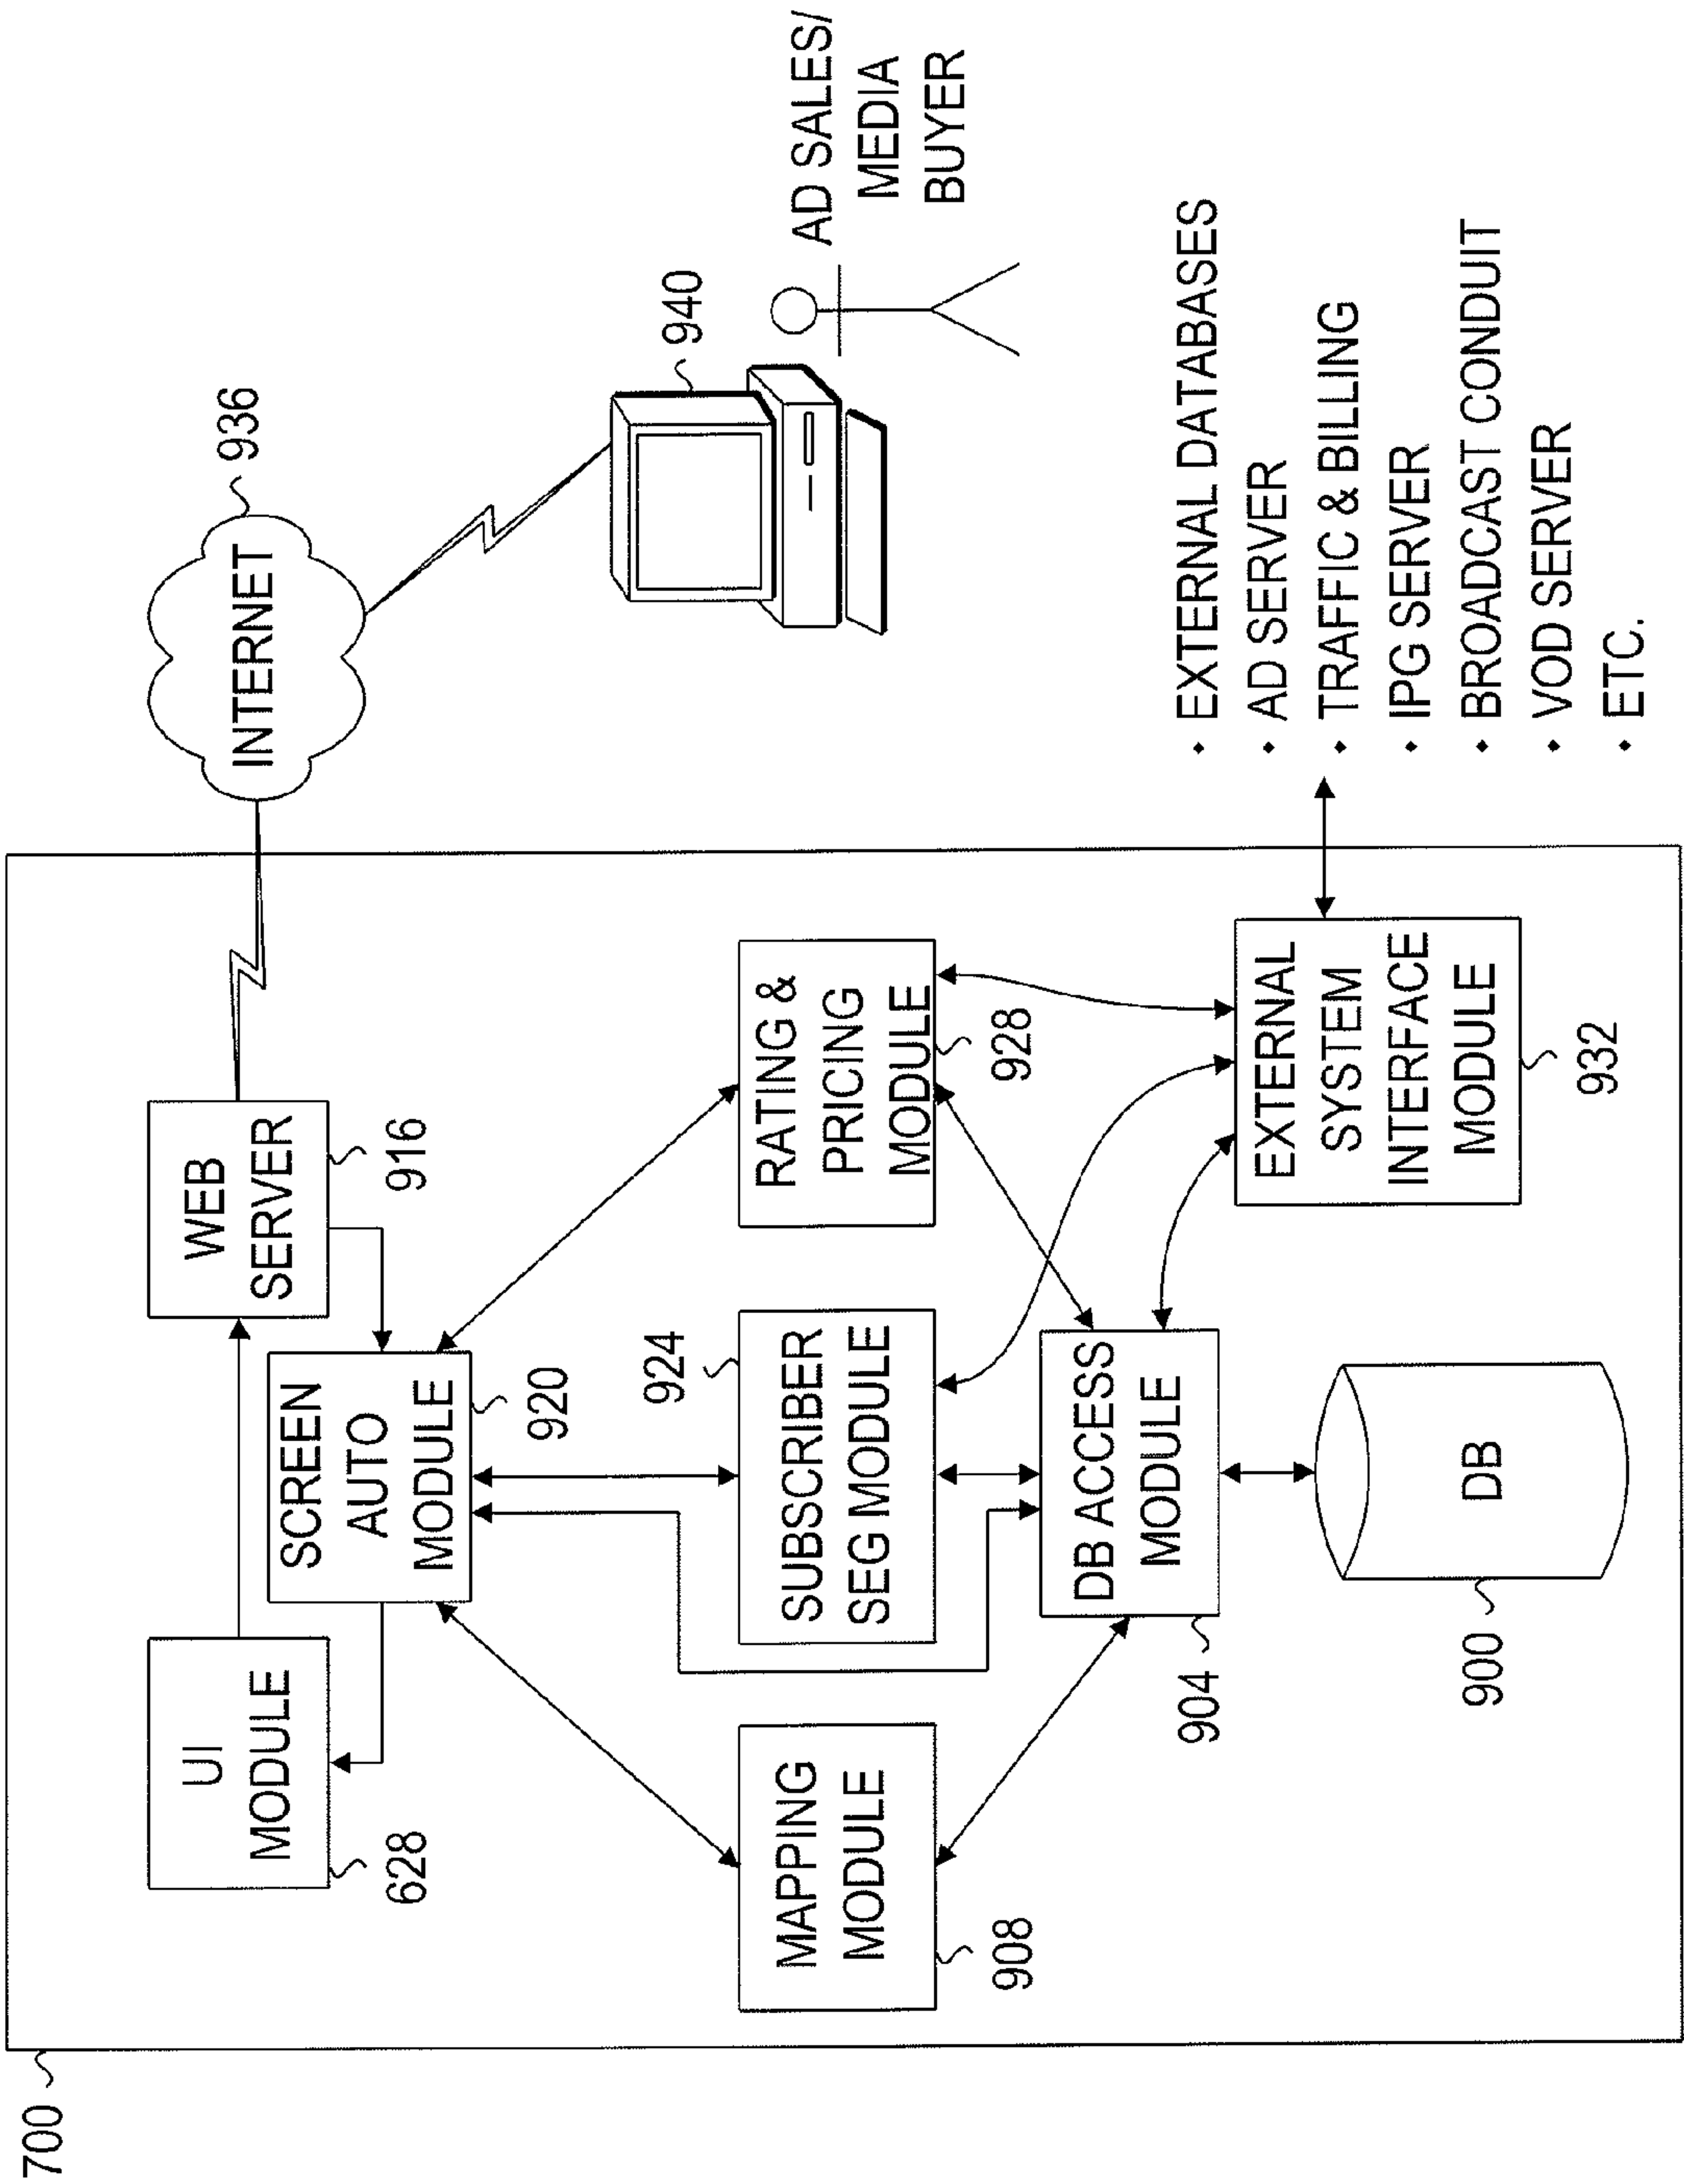 700
UI
MODULE
628
WEB
SERVER
916
INTERNET
936
SCREEN
AUTO
MODULE
920
940
AD SALES/
MEDIA
BUYER
MAPPING
MODULE
908
SUBSCRIBER
SEG MODULE
924
RATING &
PRICING
MODULE
928
DB ACCESS
MODULE
904
EXTERNAL
SYSTEM
INTERFACE
MODULE
932
• EXTERNAL DATABASES
• AD SERVER
• TRAFFIC & BILLING
• IPG SERVER
• BROADCAST CONDUIT
• VOD SERVER
• ETC.
DB
900